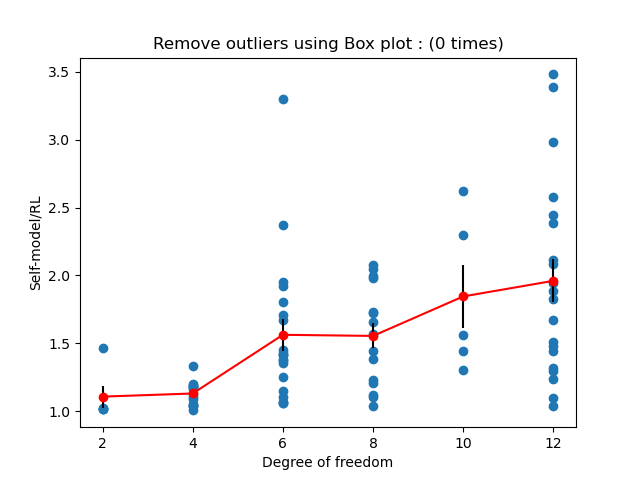 Remove outliers using Box plot : (0 times)
3.5
3.0
2.5
2.0
1.5
1.0
Self-model/RL
2 4 6 8 10 12
Degree of freedom